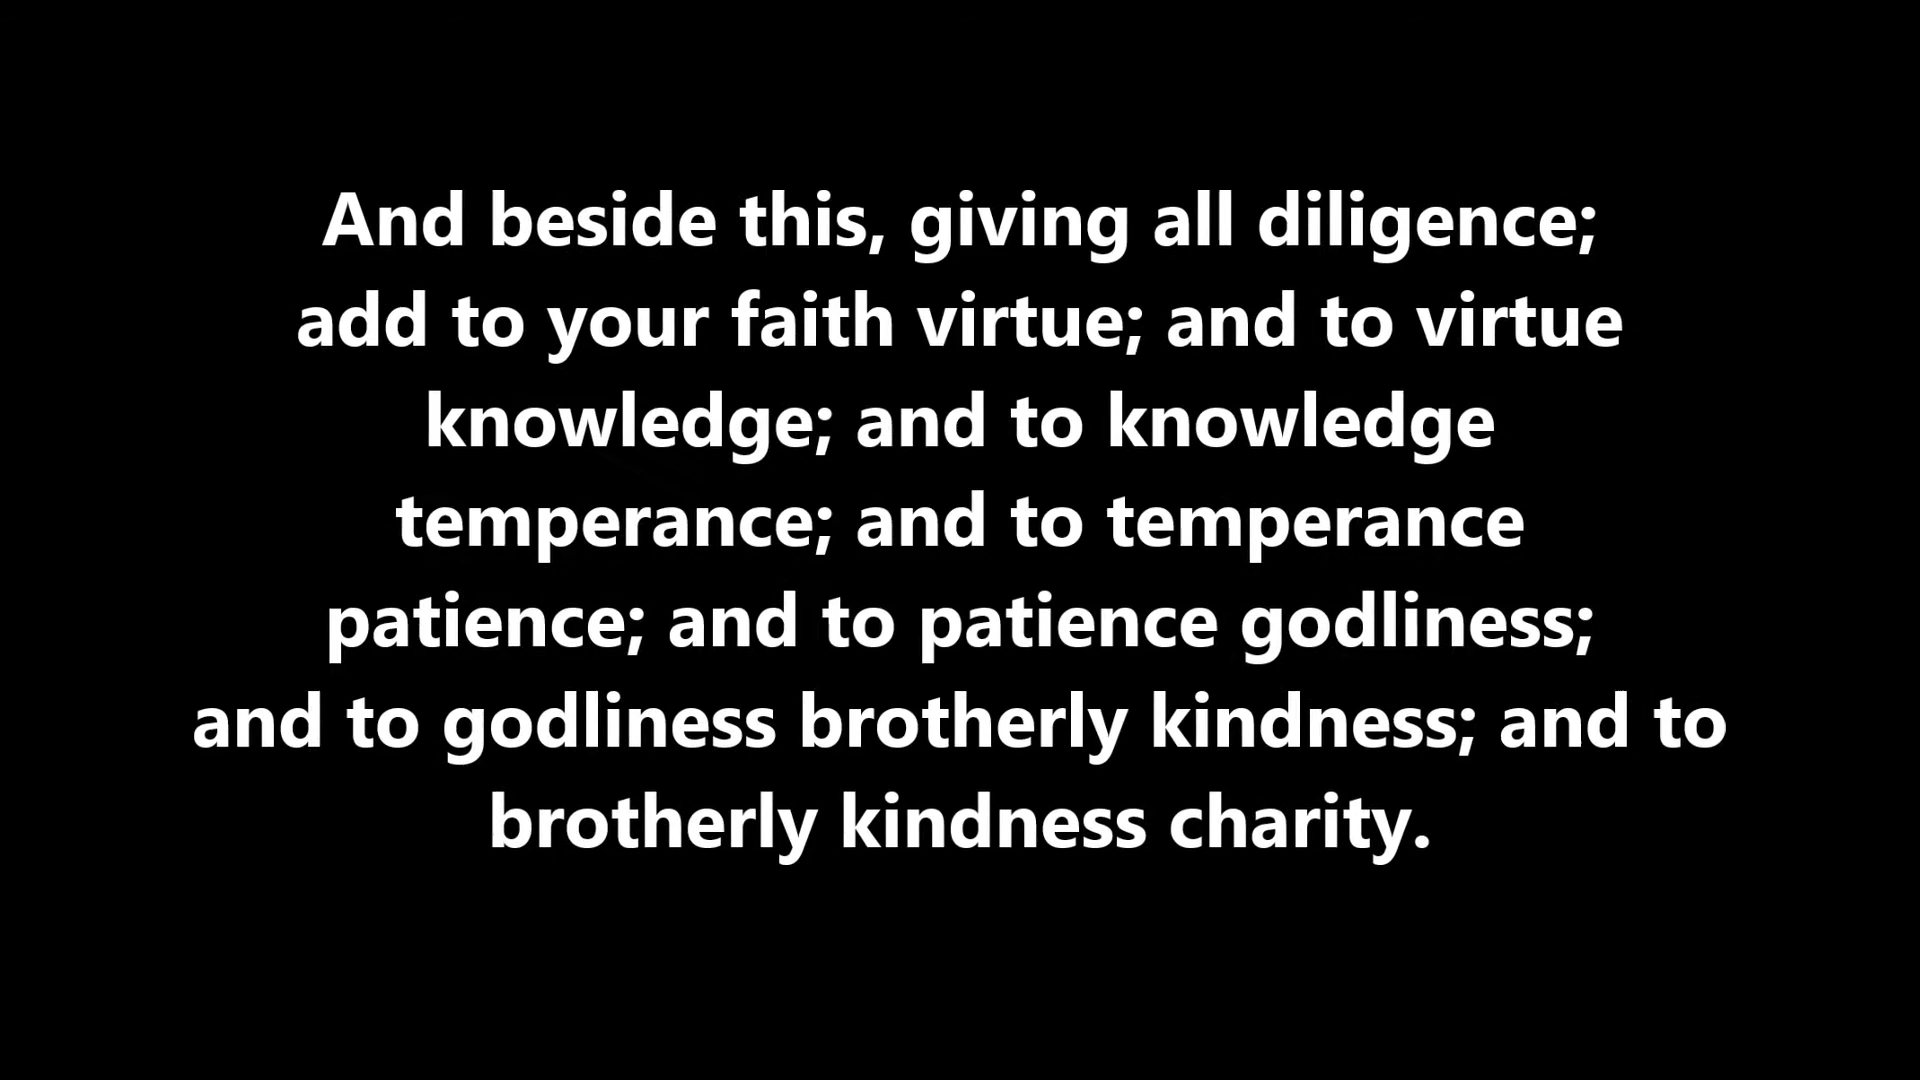 And beside this, giving all diligence;
add to your faith virtue; and to virtue
knowledge; and to knowledge
temperance; and to temperance
patience; and to patience godliness;
and to godliness brotherly kindness; and to
brotherly kindness charity.